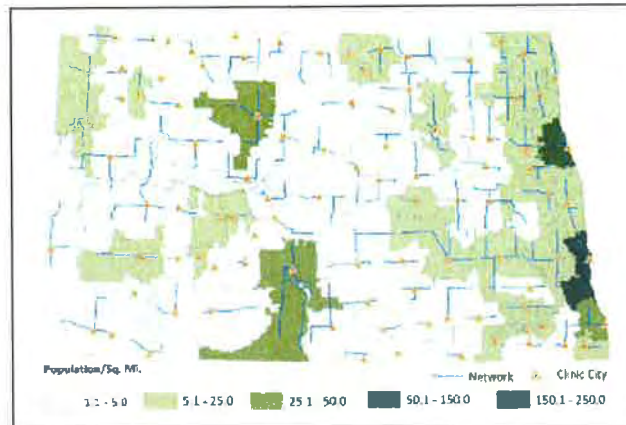 Population/Sq. Mi.
Network
Clinic City
5.1 - 25.0
25.1 - 50.0
50.1 - 150.0
150.1 - 250.0